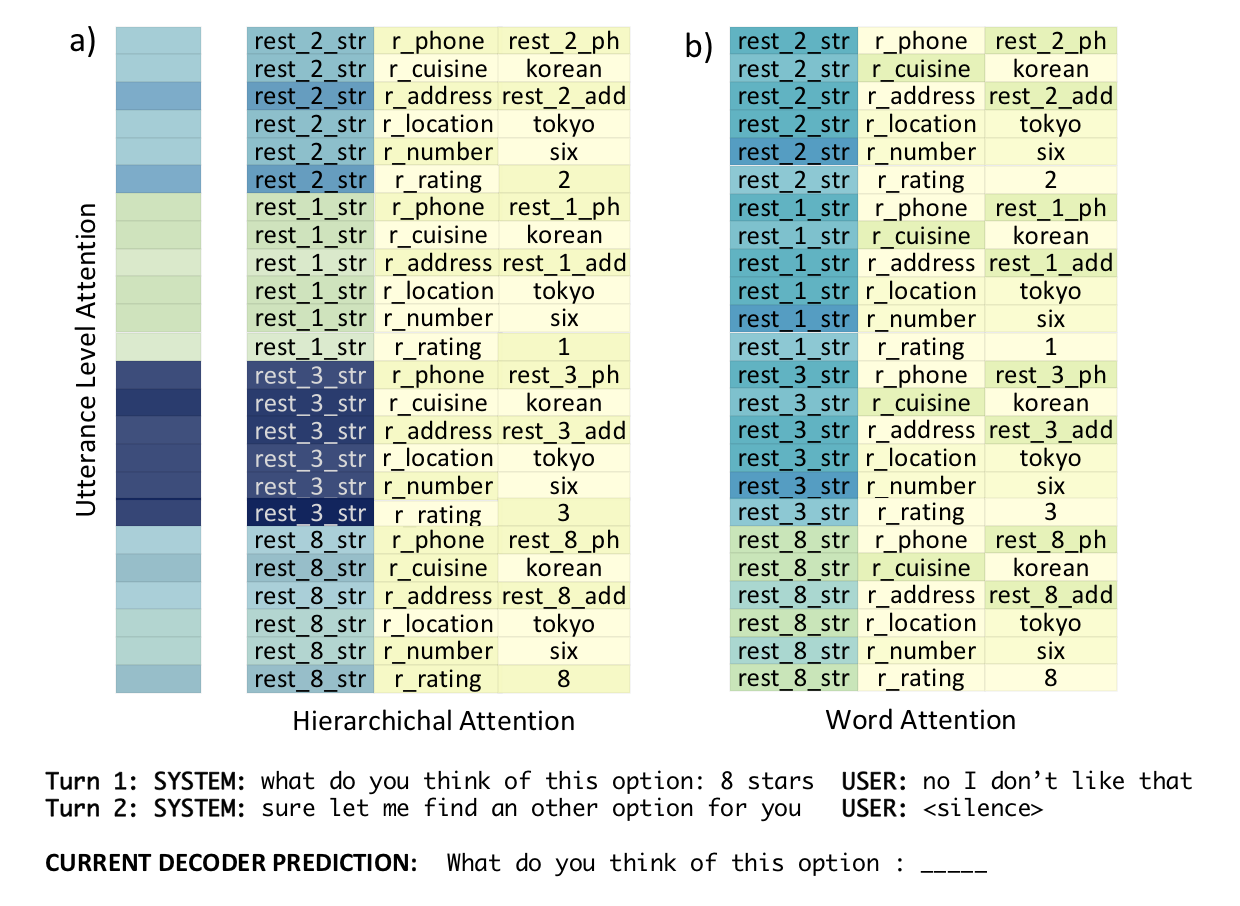 a) rest_2_str r_phone rest_2_ph b) rest_2_str r_phone rest_2_ph
rest_2_str r_cuisine korean rest_2_str r_cuisine korean
rest_2_str r_address rest_2_add rest_2_str r_address rest_2_add
rest_2_str r_location tokyo rest_2_str r_location tokyo
rest_2_str r_number six rest_2_str r_number six
rest_2_str r_rating 2 rest_2_str r_rating 2
rest_1_str r_phone rest_1_ph rest_1_str r_phone rest_1_ph
rest_1_str r_cuisine korean rest_1_str r_cuisine korean
rest_1_str r_address rest_1_add rest_1_str r_address rest_1_add
rest_1_str r_location tokyo rest_1_str r_location tokyo
rest_1_str r_number six rest_1_str r_number six
rest_1_str r_rating 1 rest_1_str r_rating 1
rest_3_str r_phone rest_3_ph rest_3_str r_phone rest_3_ph
rest_3_str r_cuisine korean rest_3_str r_cuisine korean
rest_3_str r_address rest_3_add rest_3_str r_address rest_3_add
rest_3_str r_location tokyo rest_3_str r_location tokyo
rest_3_str r_number six rest_3_str r_number six
rest_3_str r_rating 3 rest_3_str r_rating 3
rest_8_str r_phone rest_8_ph rest_8_str r_phone rest_8_ph
rest_8_str r_cuisine korean rest_8_str r_cuisine korean
rest_8_str r_address rest_8_add rest_8_str r_address rest_8_add
rest_8_str r_location tokyo rest_8_str r_location tokyo
rest_8_str r_number six rest_8_str r_number six
rest_8_str r_rating 8 rest_8_str r_rating 8
Utterance Level Attention
Hierarchichal Attention Word Attention
Turn 1: SYSTEM: what do you think of this option: 8 stars USER: no I don’t like that
Turn 2: SYSTEM: sure let me find an other option for you USER: <silence>
CURRENT DECODER PREDICTION: What do you think of this option : _____